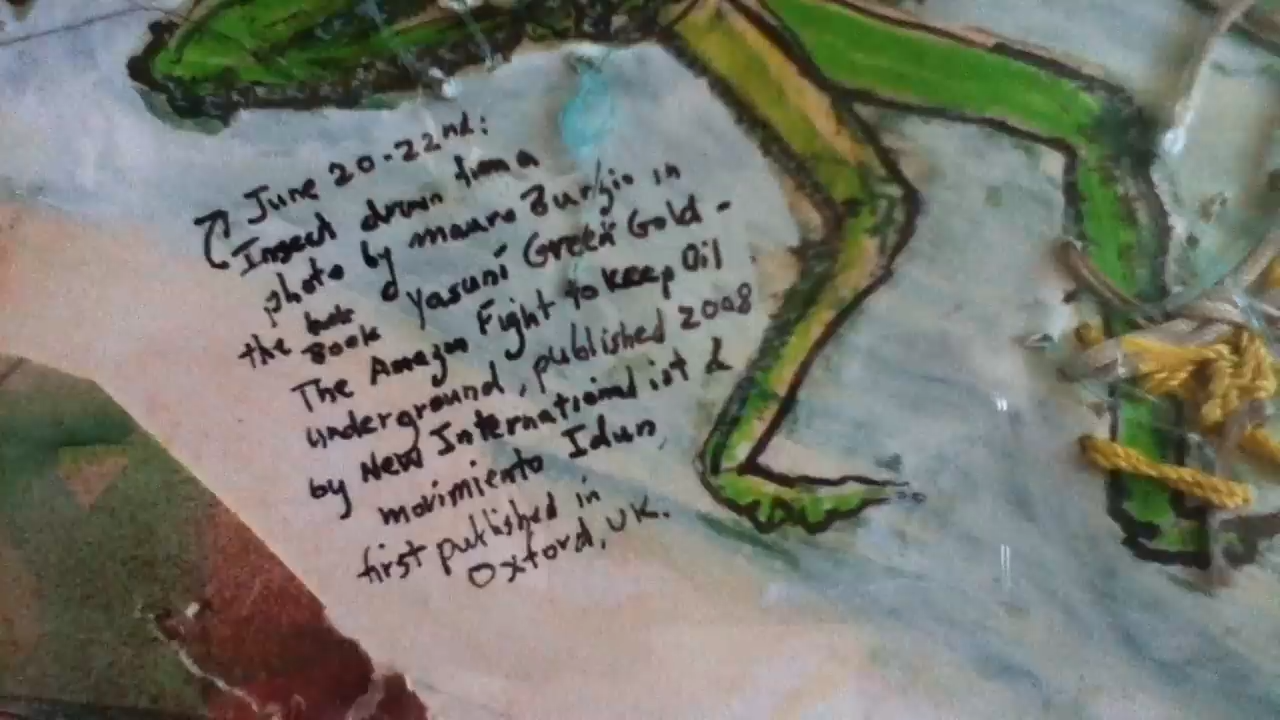 June 20-22nd:
Insect drawn from a
photo by mauro Burzio in
the book yasuní Green Gold -
The Amazon Fight to keep Oil
underground, published 2008
by New Internationalist &
movimiento Idun,
first published in
Oxford, UK.